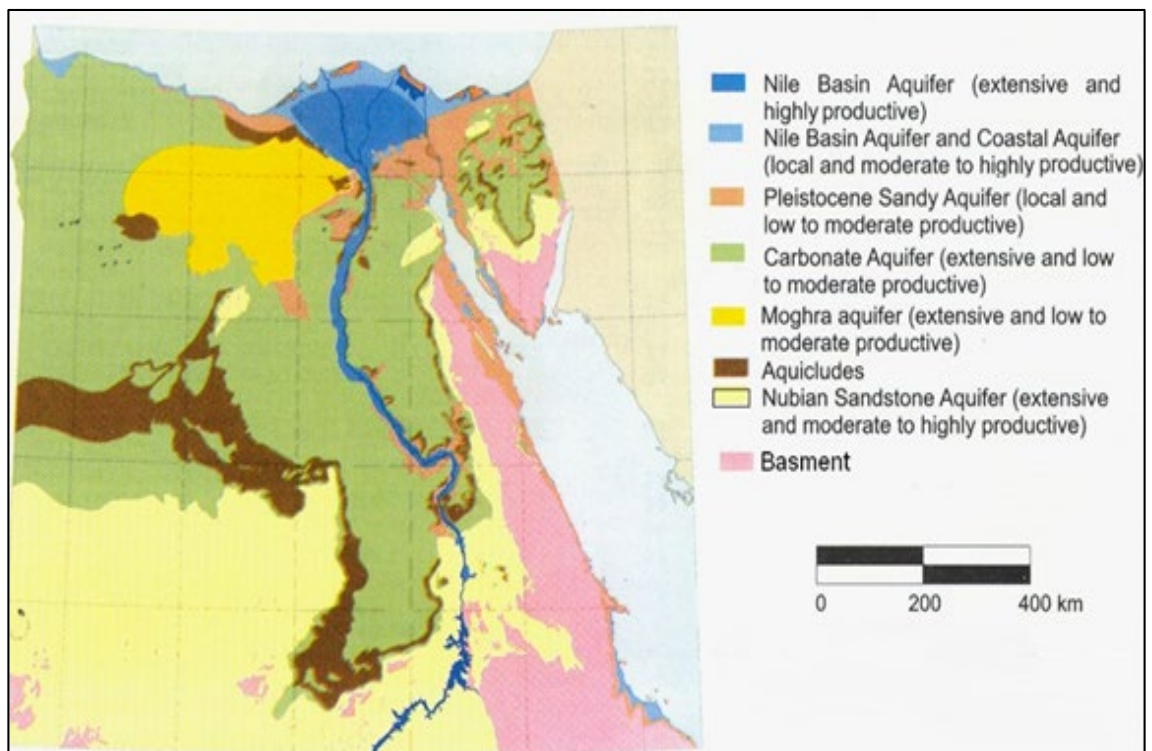 Nile Basin Aquifer (extensive and
highly productive)
Nile Basin Aquifer and Coastal Aquifer
(local and moderate to highly productive)
Pleistocene Sandy Aquifer (local and
low to moderate productive)
Carbonate Aquifer (extensive and low
to moderate productive)
Moghra aquifer (extensive and low to
moderate productive)
Aquicludes
Nubian Sandstone Aquifer (extensive
and moderate to highly productive)
Basment
0 200 400 km